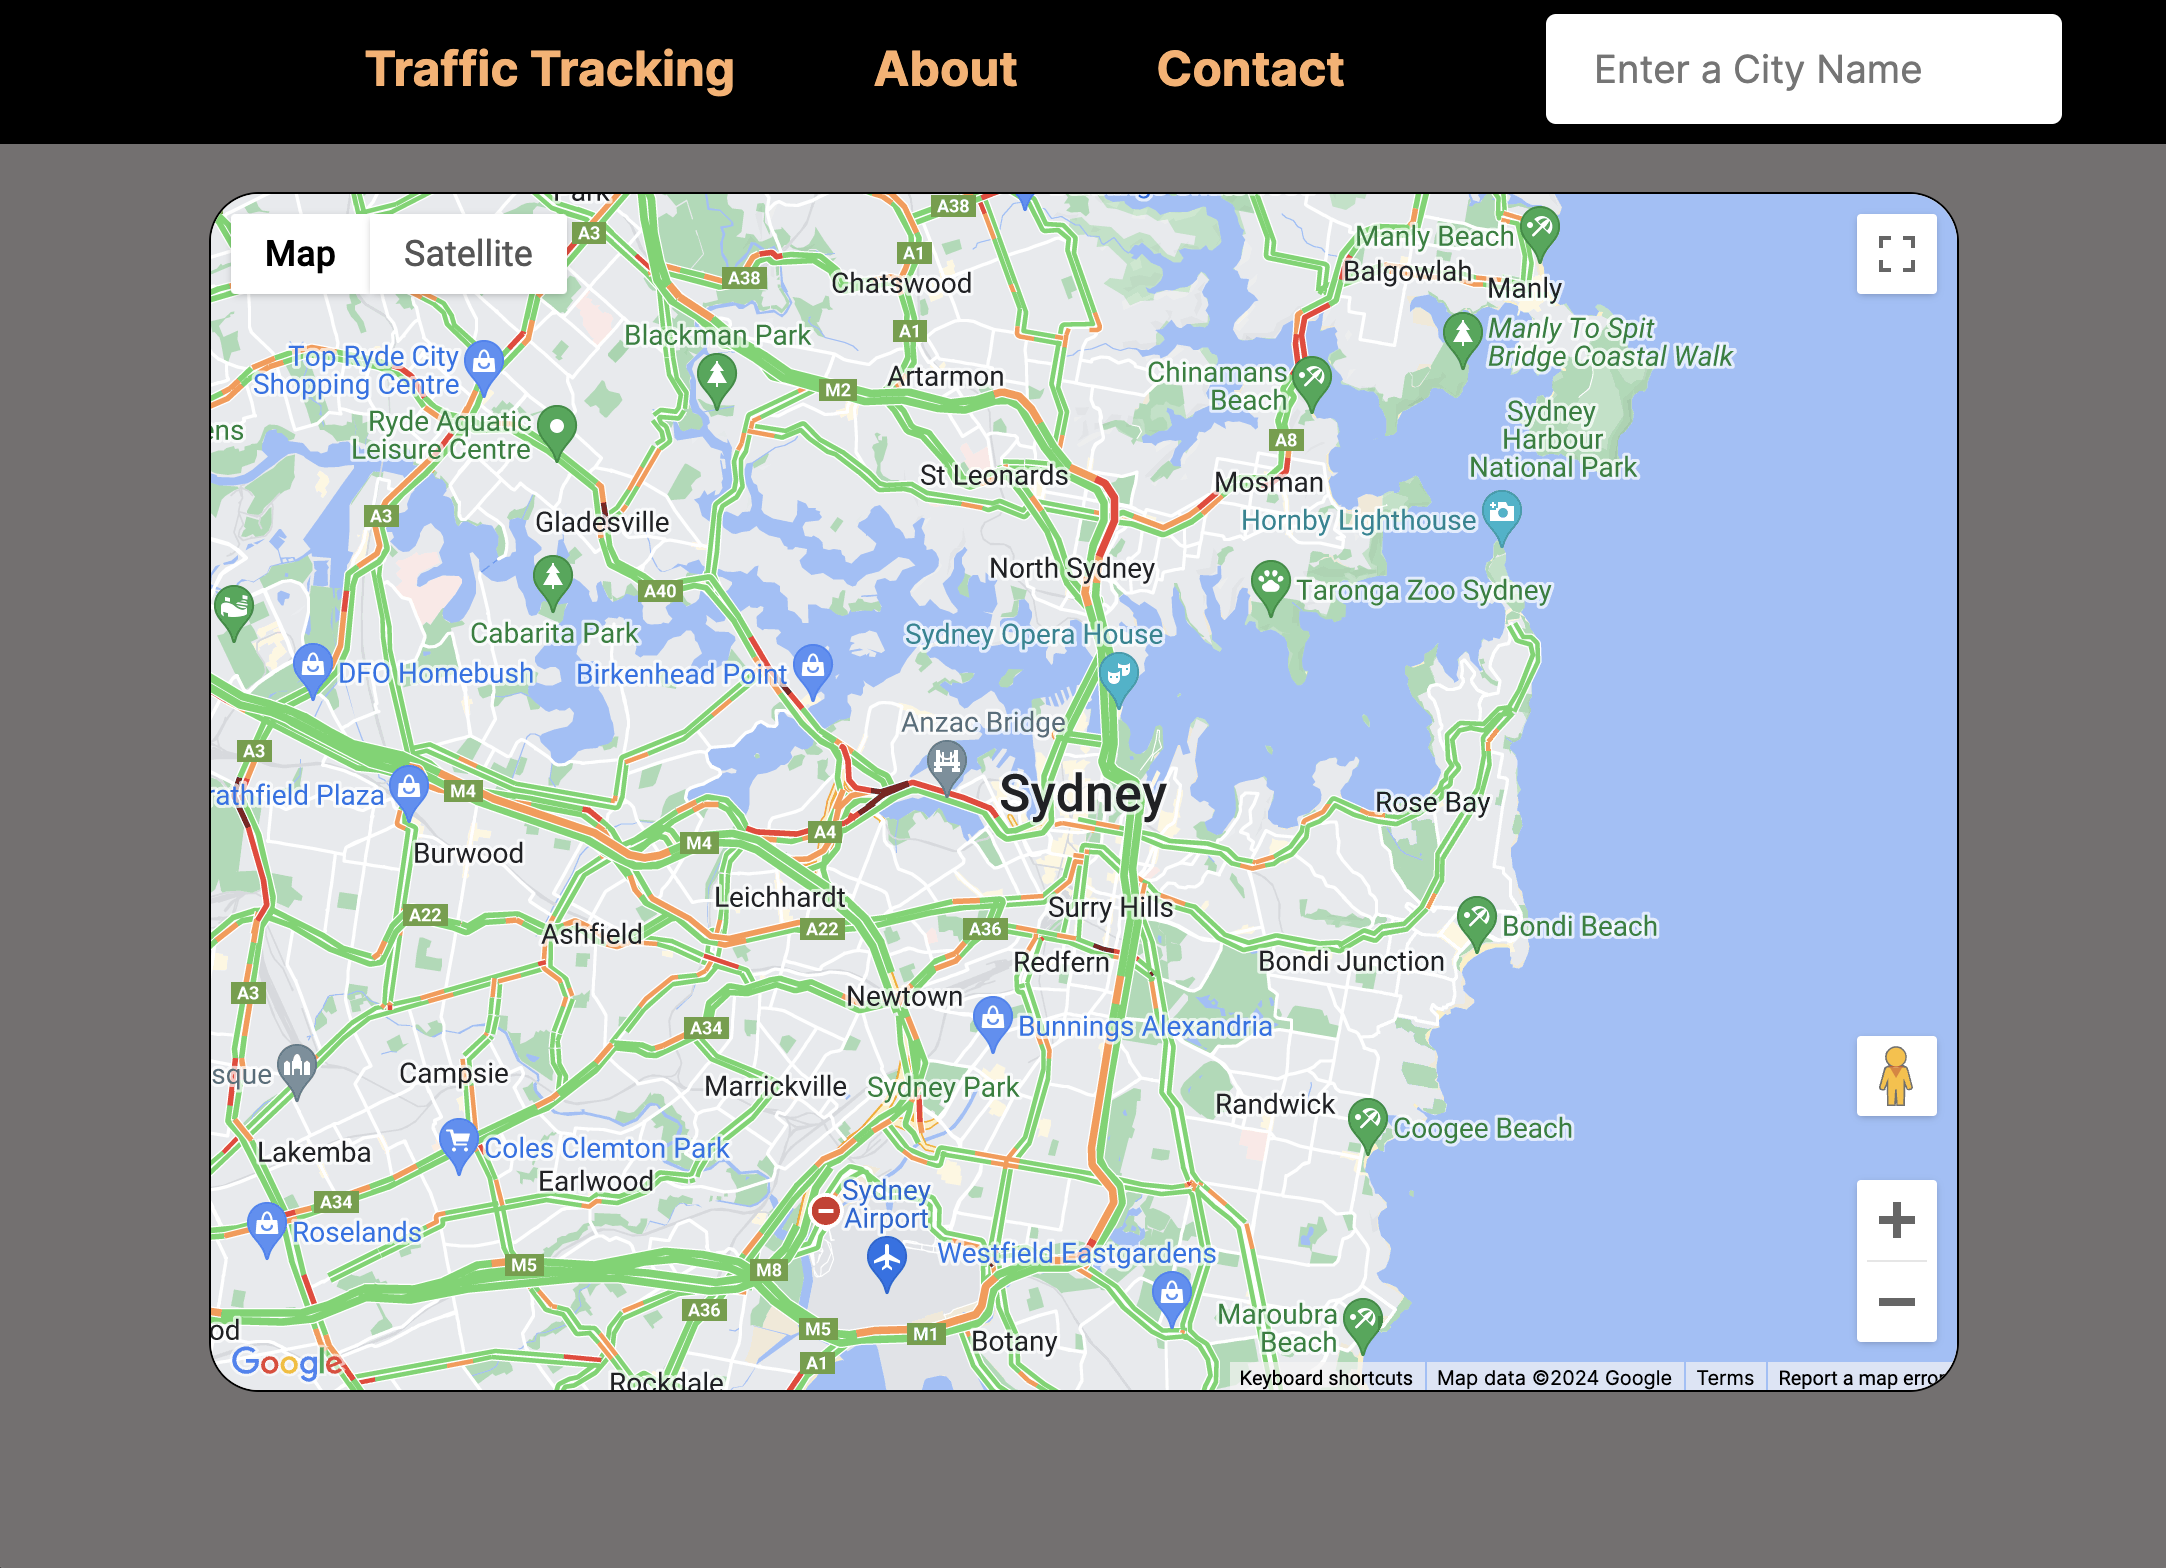 Traffic Tracking
About
Contact
Enter a City Name
Map
Satellite
Park
A3
A38
A38
A1
Chatswood
A1
Manly Beach
Balgowlah
Manly
Manly To Spit
Bridge Coastal Walk
Blackman Park
Top Ryde City
Shopping Centre
Artarmon
M2
Chinamans
Beach
Sydney
Harbour
National Park
Ryde Aquatic
Leisure Centre
ens
A8
St Leonards
Mosman
A3
Gladesville
Hornby Lighthouse
North Sydney
A40
Taronga Zoo Sydney
Cabarita Park
Sydney Opera House
DFO Homebush
Birkenhead Point
Anzac Bridge
A3
rathfield Plaza
M4
Sydney
Rose Bay
A4
M4
Burwood
Leichhardt
Surry Hills
A22
A22
A36
Ashfield
Bondi Beach
Redfern
Bondi Junction
A3
Newtown
A34
Bunnings Alexandria
sque
Campsie
Marrickville
Sydney Park
Randwick
Coogee Beach
Lakemba
Coles Clemton Park
Earlwood
A34
Sydney
Airport
Roselands
Westfield Eastgardens
M5
M8
A36
Maroubra
Beach
od
M5
M1
Botany
A1
Google
Rockdale
Keyboard shortcuts
Map data ©2024 Google
Terms
Report a map error